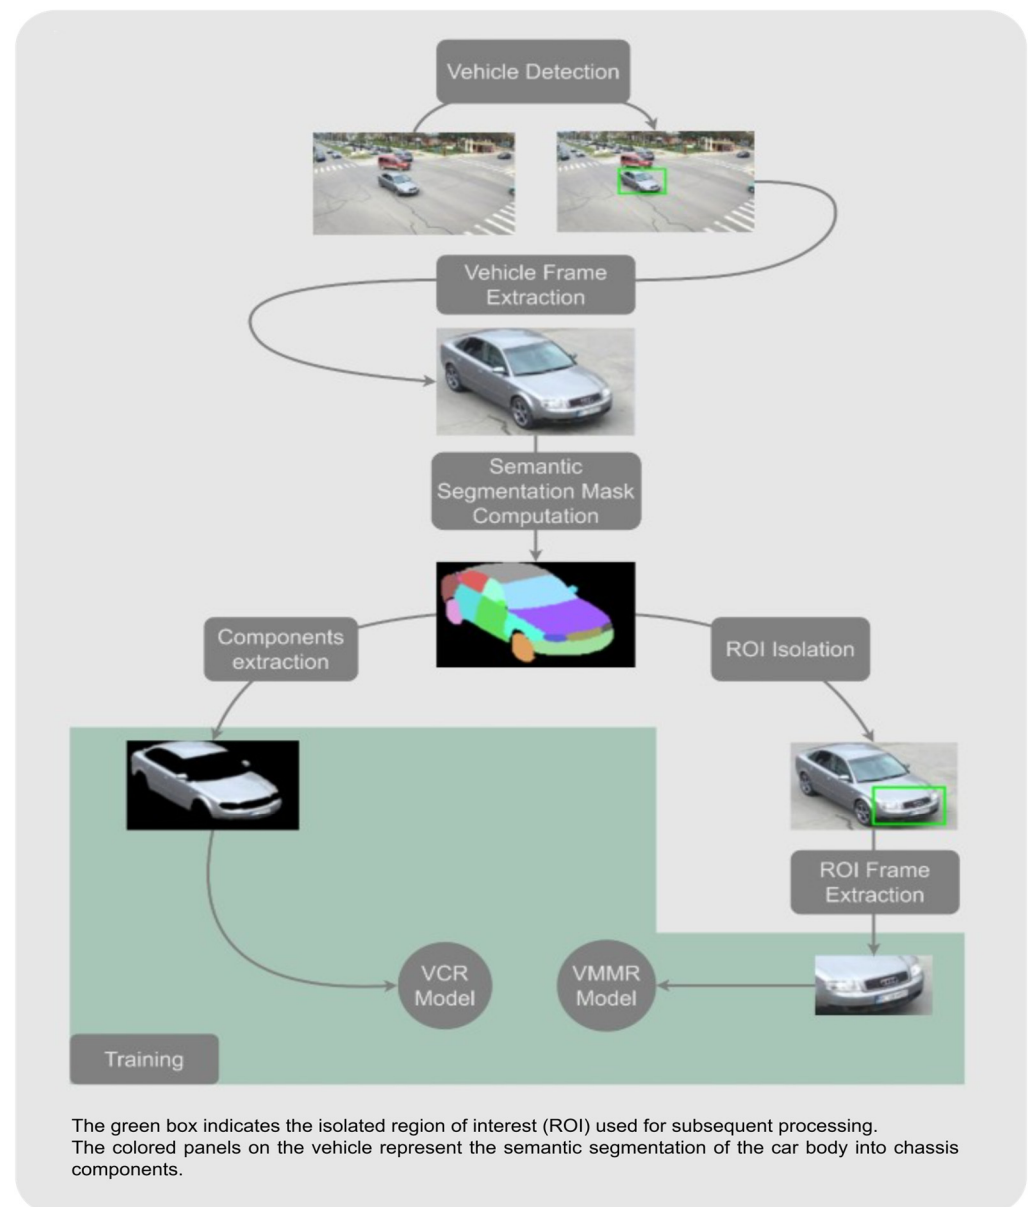 Vehicle Detection
Vehicle Frame
Extraction
Semantic
Segmentation Mask
Computation
Components
extraction
ROI Isolation
ROI Frame
Extraction
VCR
Model
VMMR
Model
Training
The green box indicates the isolated region of interest (ROI) used for subsequent processing.
The colored panels on the vehicle represent the semantic segmentation of the car body into chassis
components.